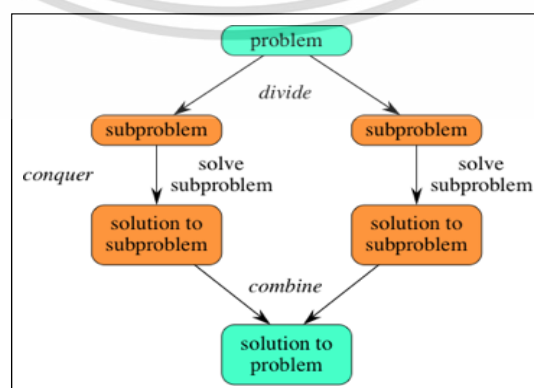 problem
divide
subproblem
subproblem
conquer
solve
subproblem
solve
subproblem
solution to
subproblem
solution to
subproblem
combine
solution to
problem